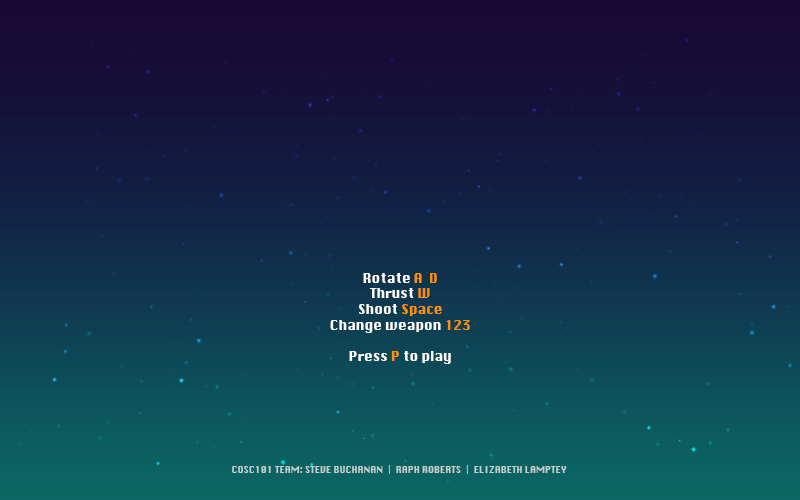 Rotate A D
Thrust W
Shoot Space
Change weapon 123
Press P to play
COSC101 TEAM: STEVE BUCHANAN | RAPH ROBERTS | ELIZABETH LAMPTEY